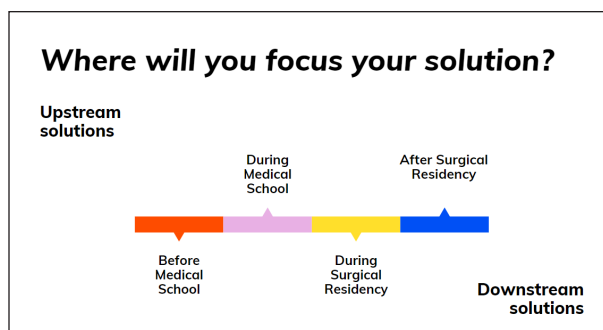 Where will you focus your solution?
Upstream
solutions
During
Medical
School
After Surgical
Residency
Before
Medical
School
During
Surgical
Residency
Downstream
solutions